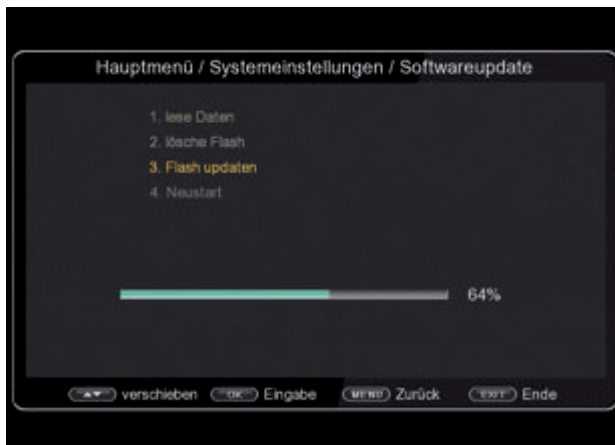 Hauptmenü / Systemeinstellungen / Softwareupdate
1. lese Daten
2. lösche Flash
3. Flash updaten
4. Neustart
64%
verschieben OK Eingabe MENU Zurück EXIT Ende